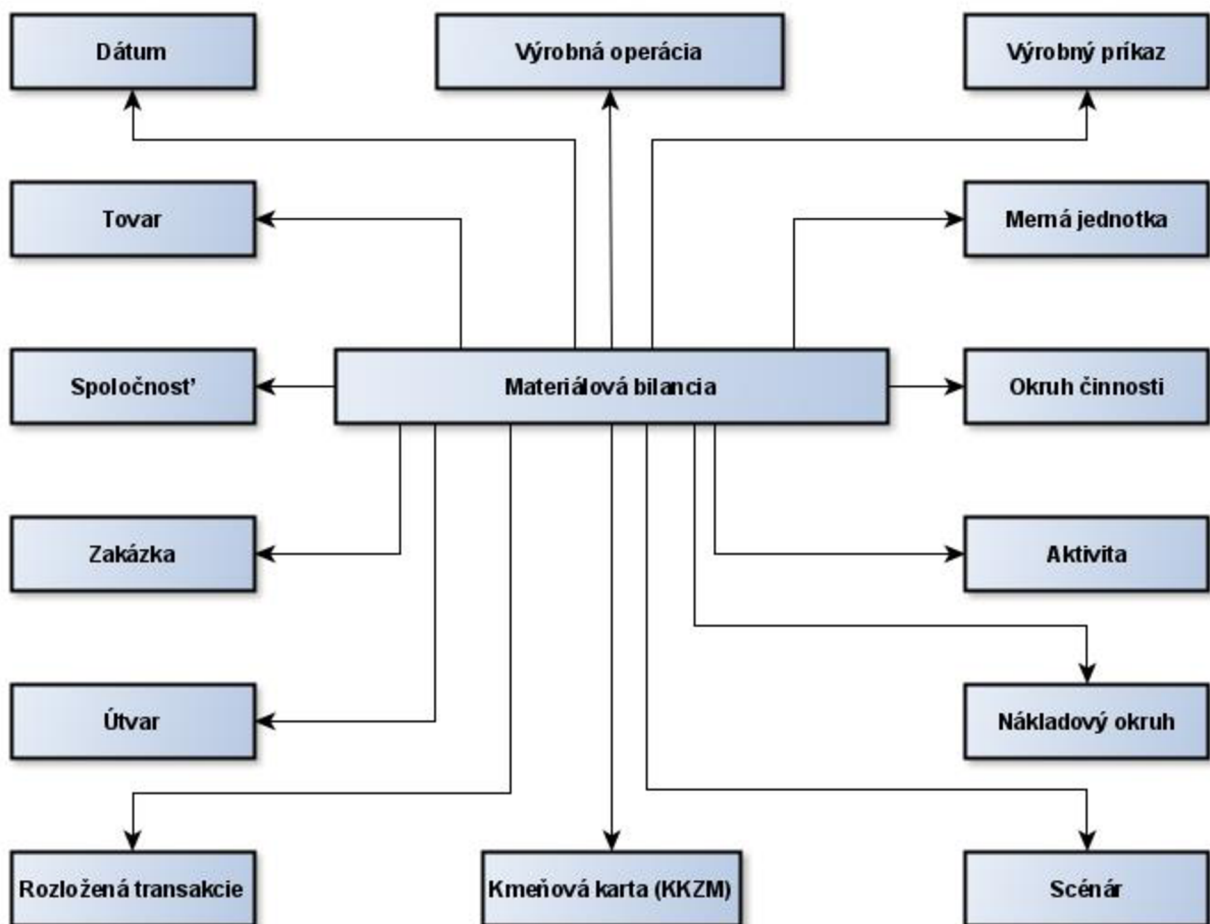 Dátum
Výrobná operácia
Výrobný príkaz
Tovar
Merná jednotka
Spoločnosť
Materiálová bilancia
Okruh činnosti
Zakázka
Aktivita
Útvar
Nákladový okruh
Rozložená transakcie
Kmeňová karta (KKZM)
Scénár